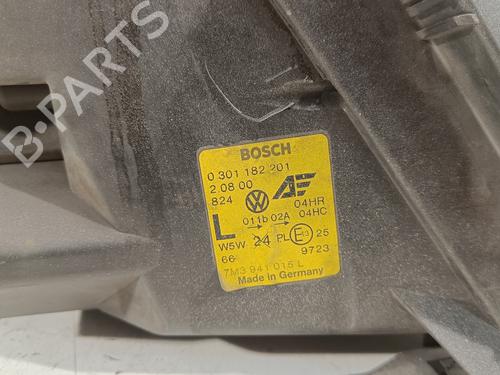 BOSCH
0 301 182 201
2.08 00
824
04HR
L 011b 02A 04HC
W5W 24 PL E13 25
66 9723
7M3 941 015 L
Made in Germany
B-PARTS